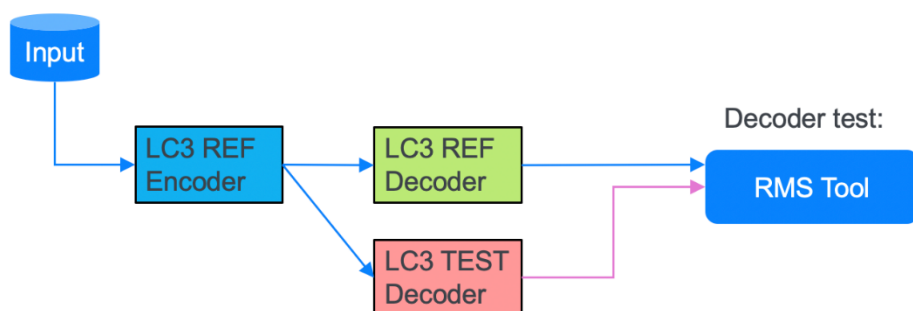 Input
LC3 REF
Encoder
LC3 REF
Decoder
Decoder test:
RMS Tool
LC3 TEST
Decoder